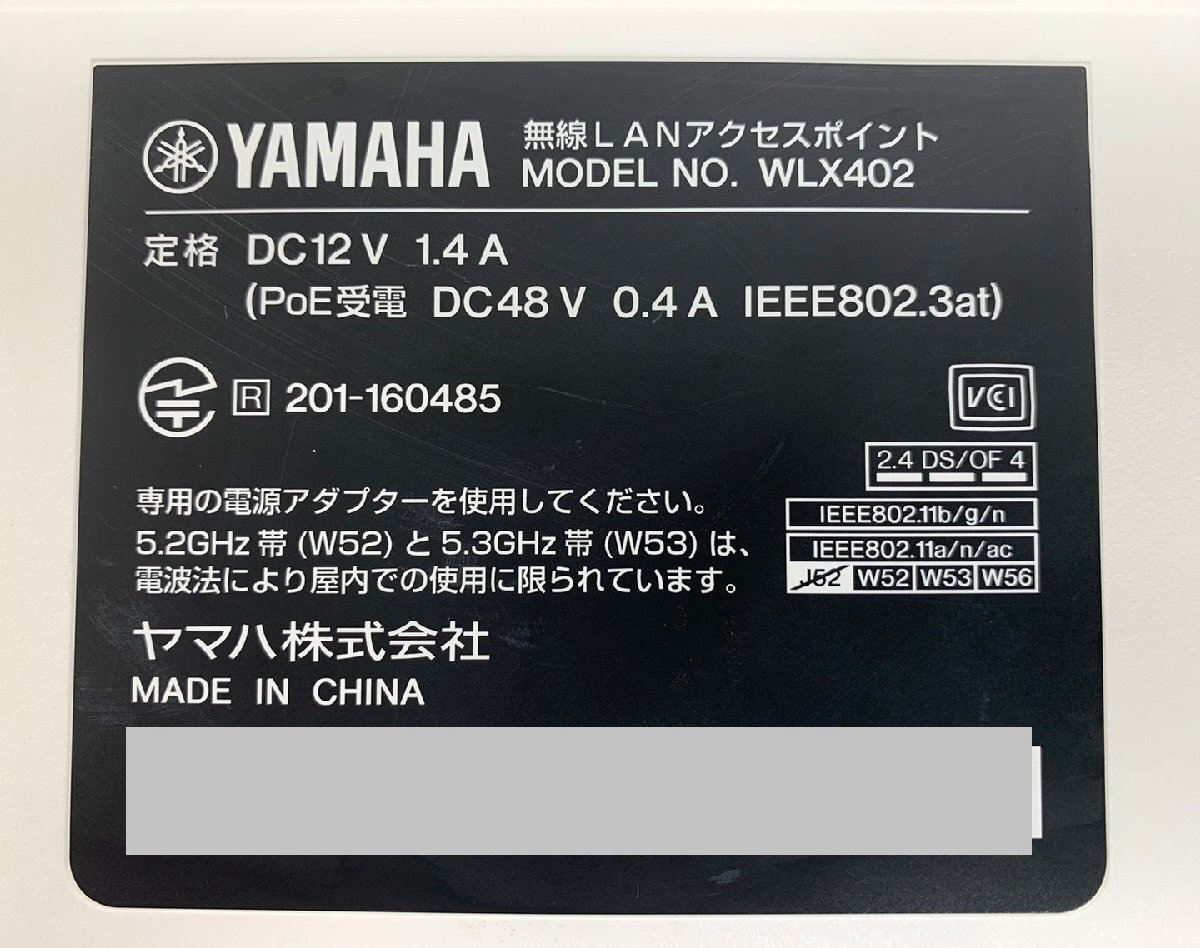 YAMAHA 無線LANアクセスポイント
MODEL NO. WLX402
定格 DC12V 1.4A
(PoE受電 DC48V 0.4A IEEE802.3at)
R 201-160485
VCI
2.4 DS/OF 4
専用の電源アダプターを使用してください。
IEEE802.11b/g/n
5.2GHz帯(W52)と5.3GHz帯(W53)は、
IEEE802.11a/n/ac
電波法により屋内での使用に限られています。
J52 W52 W53 W56
ヤマハ株式会社
MADE IN CHINA